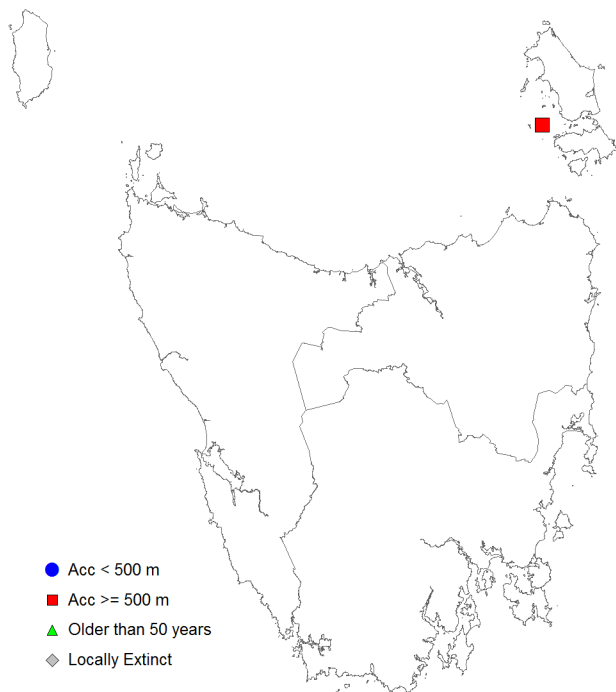 Acc < 500 m
Acc >= 500 m
Older than 50 years
Locally Extinct